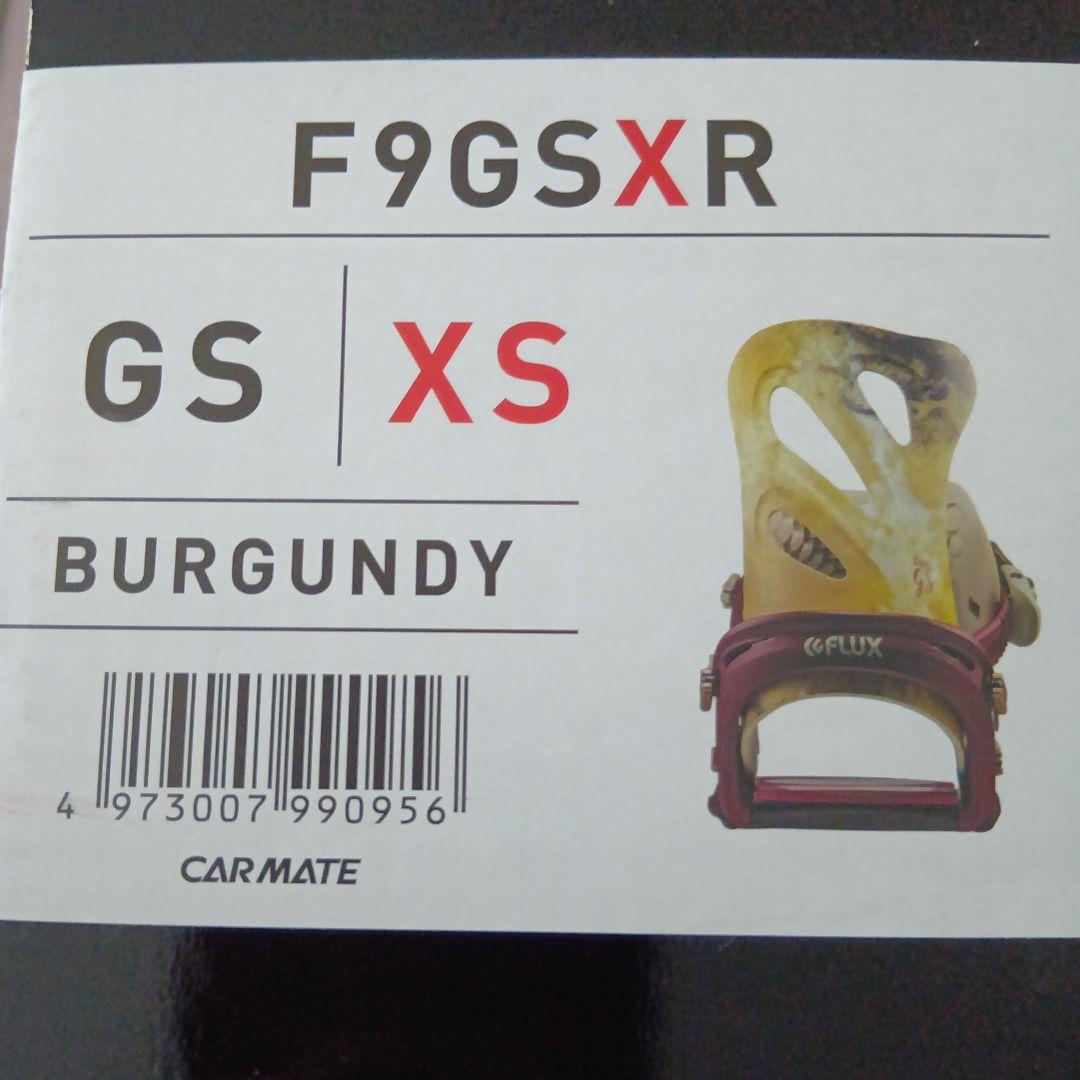 F9GSXR
GS XS
BURGUNDY
FLUX
4 973007 990956
CARMATE